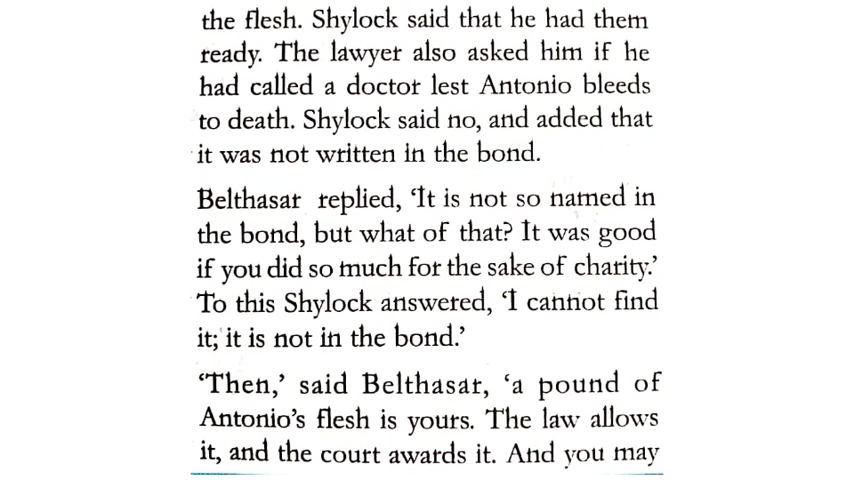 the flesh. Shylock said that he had them
ready. The lawyer also asked him if he
had called a doctor lest Antonio bleeds
to death. Shylock said no, and added that
it was not written in the bond.
Belthasar replied, ‘It is not so named in
the bond, but what of that? It was good
if you did so much for the sake of charity.’
To this Shylock answered, ‘I cannot find
it; it is not in the bond.’
‘Then,’ said Belthasar, ‘a pound of
Antonio’s flesh is yours. The law allows
it, and the court awards it. And you may